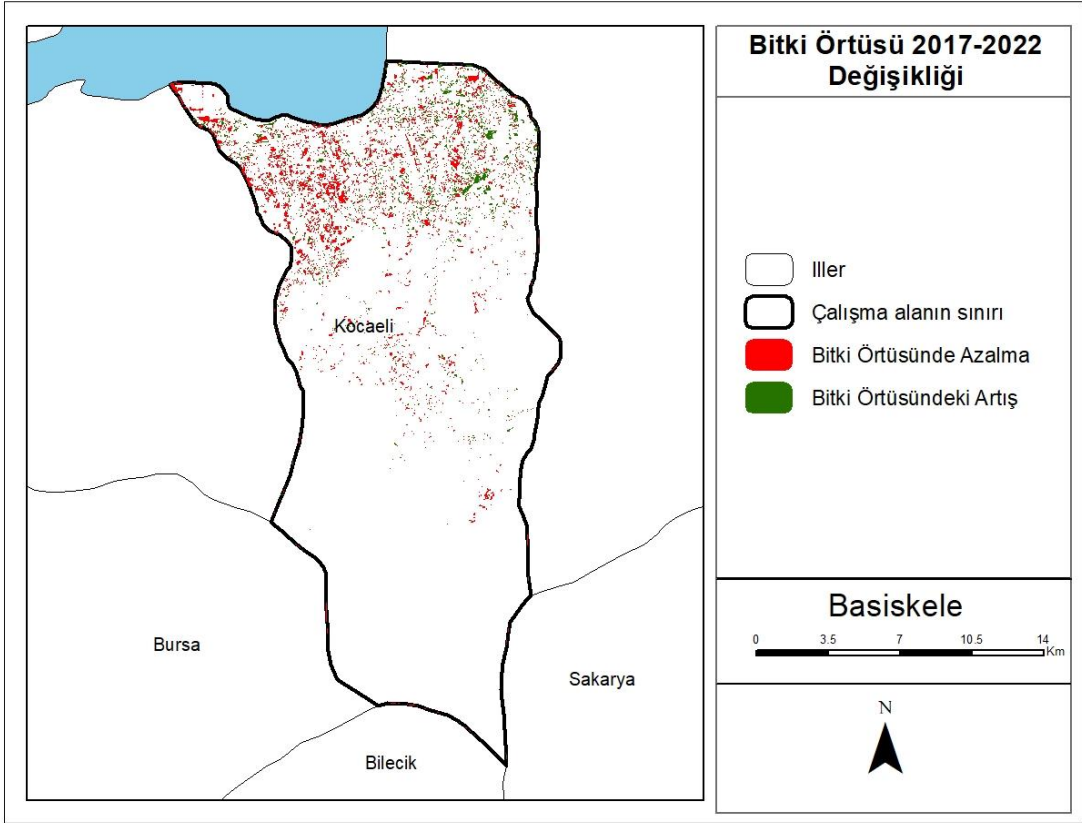 Bitki Örtüsü 2017-2022
Değişikliği
Iller
Çalışma alanın sınırı
Bitki Örtüsünde Azalma
Bitki Örtüsündeki Artış
Basiskele
0 3.5 7 10.5 14
Km
N
Kocaeli
Bursa
Sakarya
Bilecik